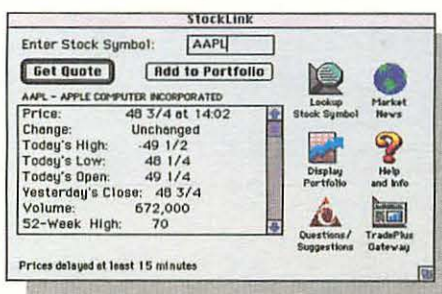 StockLink
Enter Stock Symbol: AAPL
Get Quote
Add to Portfolio
AAPL - APPLE COMPUTER INCORPORATED
Price: 48 3/4 at 14:02
Change: Unchanged
Today's High: -49 1/2
Today's Low: 48 1/4
Today's Open: 49 1/4
Yesterday's Close: 48 3/4
Volume: 672,000
52-Week High: 70
Lookup
Stock Symbol
Market
News
Display
Portfolio
Help
and Info
Questions/
Suggestions
TradePlus
Gateway
Prices delayed at least 15 minutes